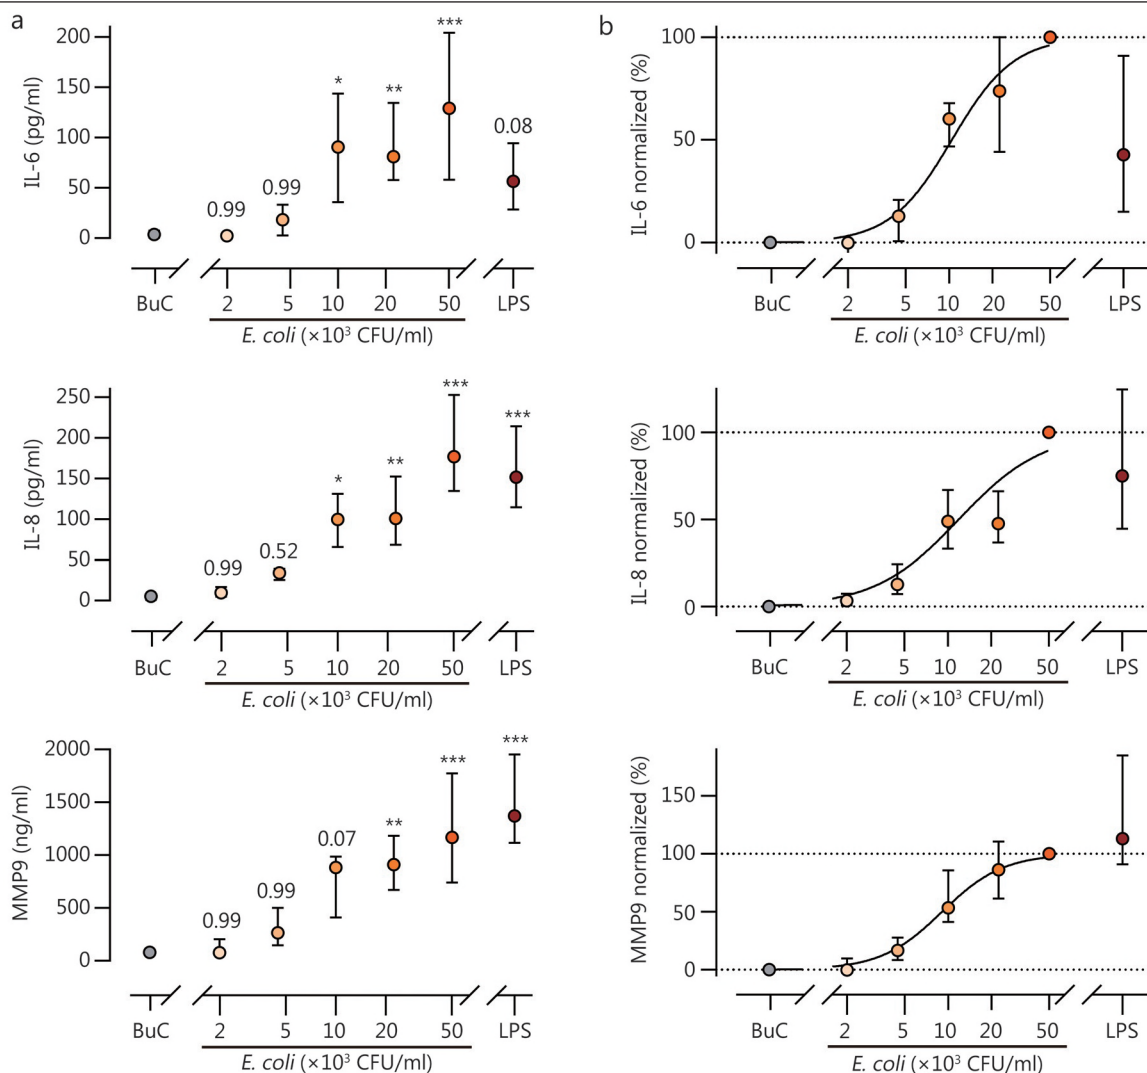 a
IL-6 (pg/ml)
200
150
100
50
0
0.99
0.99
*
**
***
0.08
BuC
2
5
10
20
50
LPS
E. coli (×10³ CFU/ml)
IL-8 (pg/ml)
250
200
150
100
50
0
0.99
0.52
*
**
***
***
BuC
2
5
10
20
50
LPS
E. coli (×10³ CFU/ml)
MMP9 (ng/ml)
2000
1500
1000
500
0
0.99
0.99
0.07
**
***
***
BuC
2
5
10
20
50
LPS
E. coli (×10³ CFU/ml)
b
IL-6 normalized (%)
100
50
0
BuC
2
5
10
20
50
LPS
E. coli (×10³ CFU/ml)
IL-8 normalized (%)
100
50
0
BuC
2
5
10
20
50
LPS
E. coli (×10³ CFU/ml)
MMP9 normalized (%)
150
100
50
0
BuC
2
5
10
20
50
LPS
E. coli (×10³ CFU/ml)